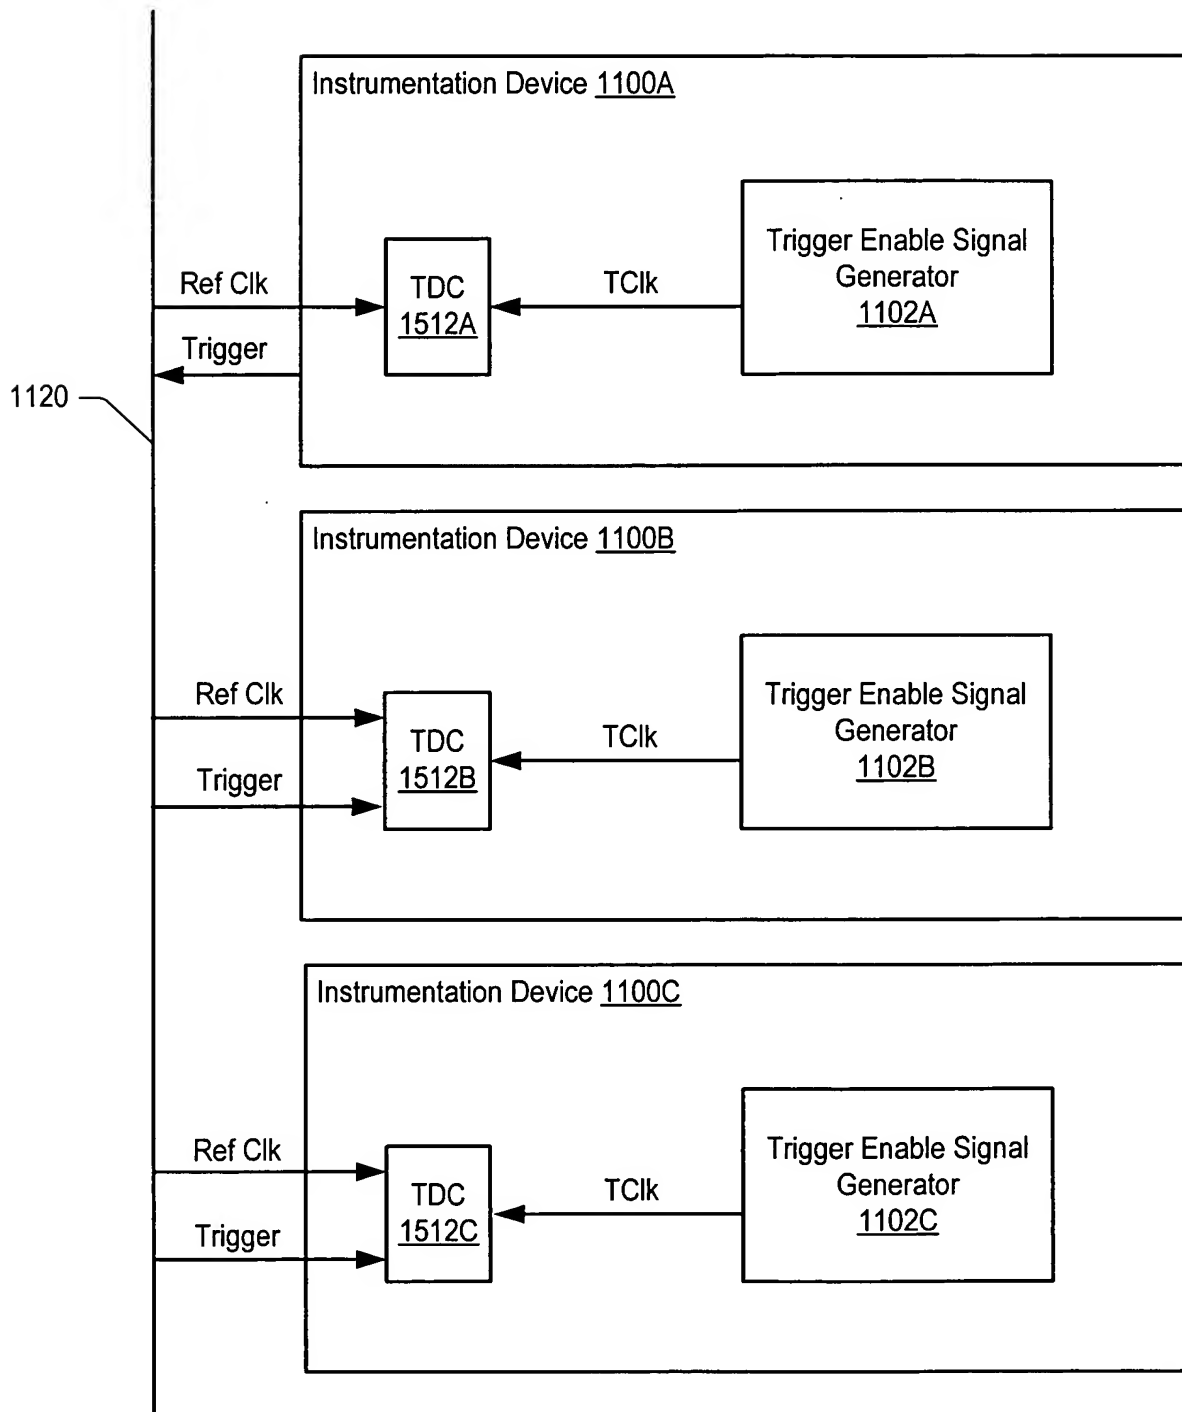 Instrumentation Device 1100A
Trigger Enable Signal
Generator
1102A
Ref Clk
TDC
1512A
TClk
Trigger
1120
Instrumentation Device 1100B
Trigger Enable Signal
Generator
1102B
Ref Clk
TDC
1512B
TClk
Trigger
Instrumentation Device 1100C
Trigger Enable Signal
Generator
1102C
Ref Clk
TDC
1512C
TClk
Trigger